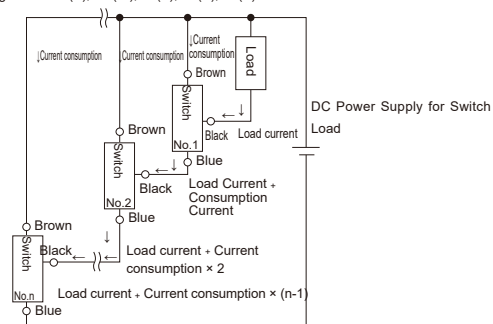 ↓Current consumption
↓Current consumption
↓Current
consumption
Load
Brown
Switch
No.1
Black
Load current
Blue
DC Power Supply for Switch
Load
Brown
Switch
No.2
Black
Blue
Load Current +
Consumption
Current
Brown
Switch
No.n
Black
Blue
Load current + Current
consumption × 2
Load current + Current consumption × (n-1)